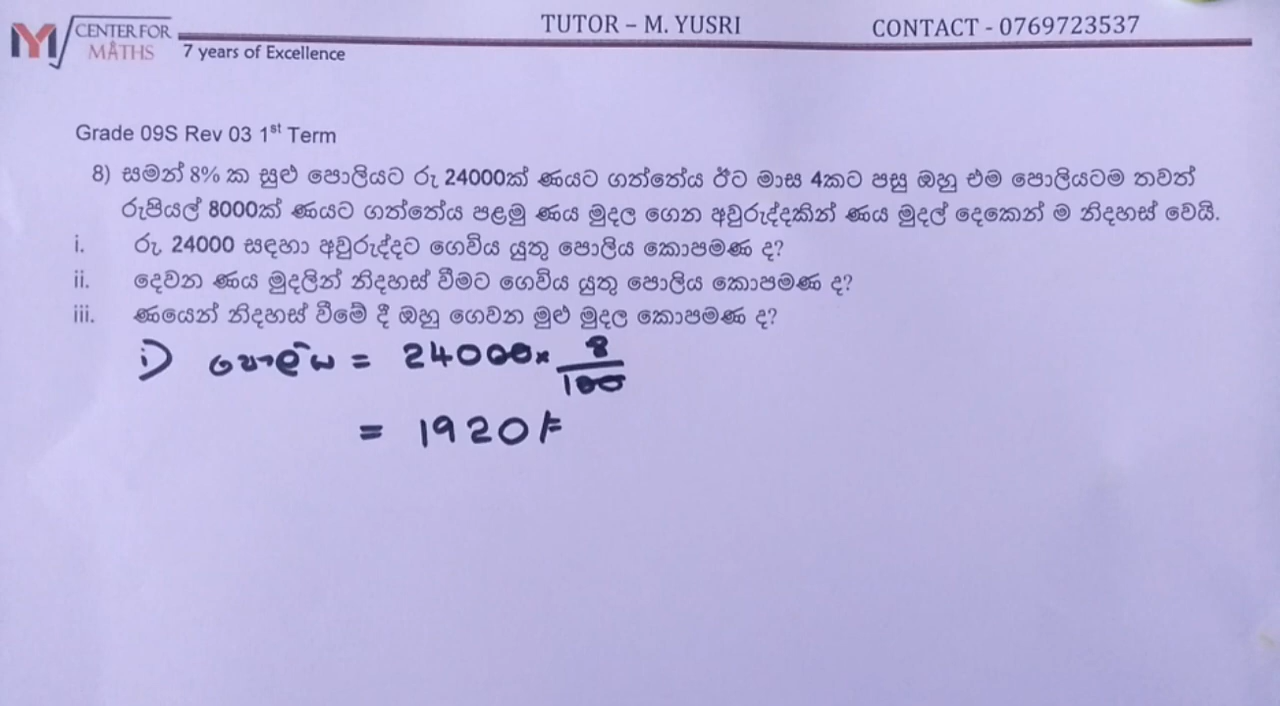 MY CENTER FOR MATHS
7 years of Excellence
TUTOR – M. YUSRI
CONTACT - 0769723537
Grade 09S Rev 03 1st Term
8) සමන් 8% ක සුළු පොලියට රු 24000ක් ණයට ගත්තේය ඊට මාස 4කට පසු ඔහු එම පොලියටම තවත්
රුපියල් 8000ක් ණයට ගත්තේය පළමු ණය මුදල ගෙන අවුරුද්දකින් ණය මුදල් දෙකෙන් ම නිදහස් වෙයි.
i. රු. 24000 සඳහා අවුරුද්දට ගෙවිය යුතු පොලිය කොපමණ ද?
ii. දෙවන ණය මුදලින් නිදහස් වීමට ගෙවිය යුතු පොලිය කොපමණ ද?
iii. ණයෙන් නිදහස් වීමේ දී ඔහු ගෙවන මුළු මුදල කොපමණ ද?
i) පොලිය = 24000 × 8/100
= 1920/=